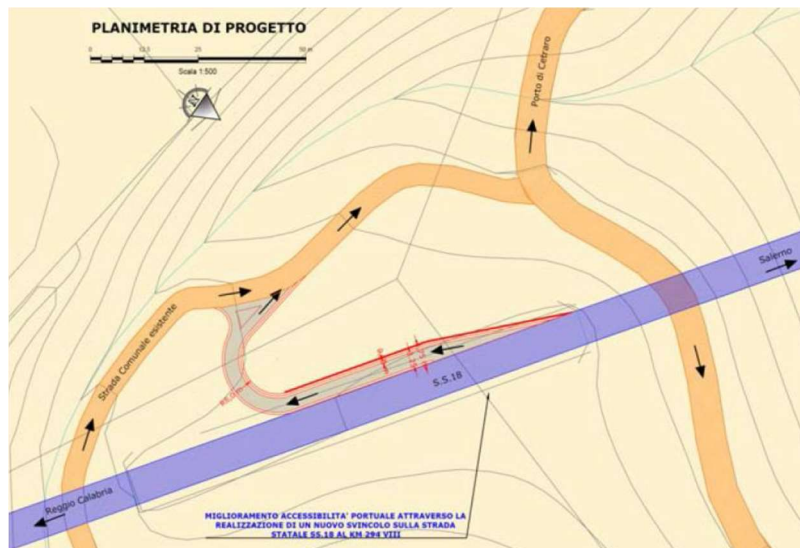 PLANIMETRIA DI PROGETTO
0 12,5 25 50 m
Scala 1:500
Porto di Cetraro
Salerno
Strada Comunale esistente
S.S.18
Reggio Calabria
MIGLIORAMENTO ACCESSIBILITA' PORTUALE ATTRAVERSO LA
REALIZZAZIONE DI UN NUOVO SVINCOLO SULLA STRADA
STATALE SS.18 AL KM 294 VIII